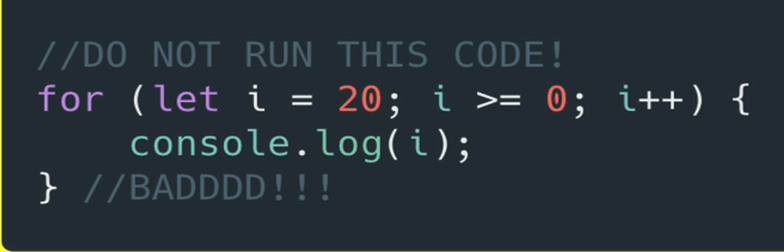 //DO NOT RUN THIS CODE!
for (let i = 20; i >= 0; i++) {
    console.log(i);
} //BADDDD!!!